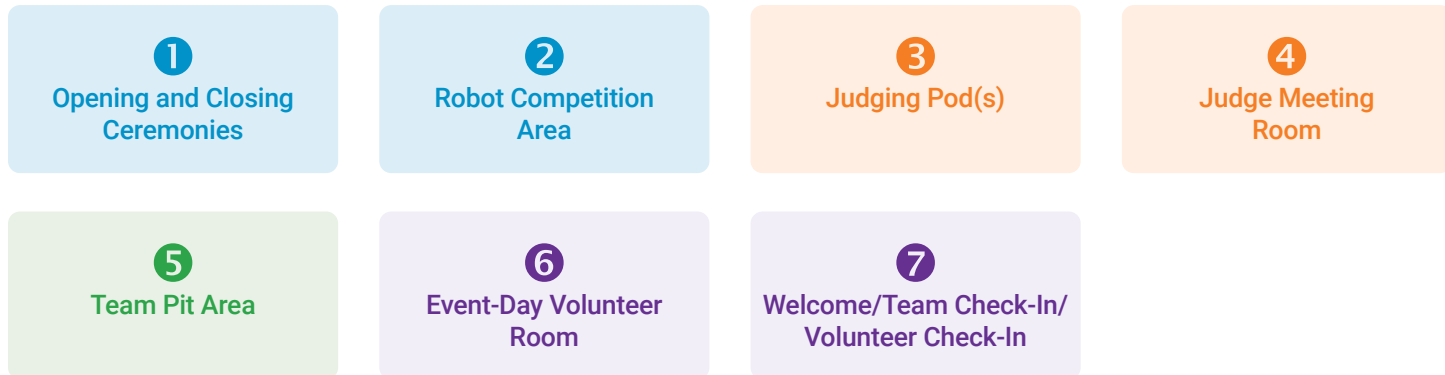 1
Opening and Closing
Ceremonies
2
Robot Competition
Area
3
Judging Pod(s)
4
Judge Meeting
Room
5
Team Pit Area
6
Event-Day Volunteer
Room
7
Welcome/Team Check-In/
Volunteer Check-In